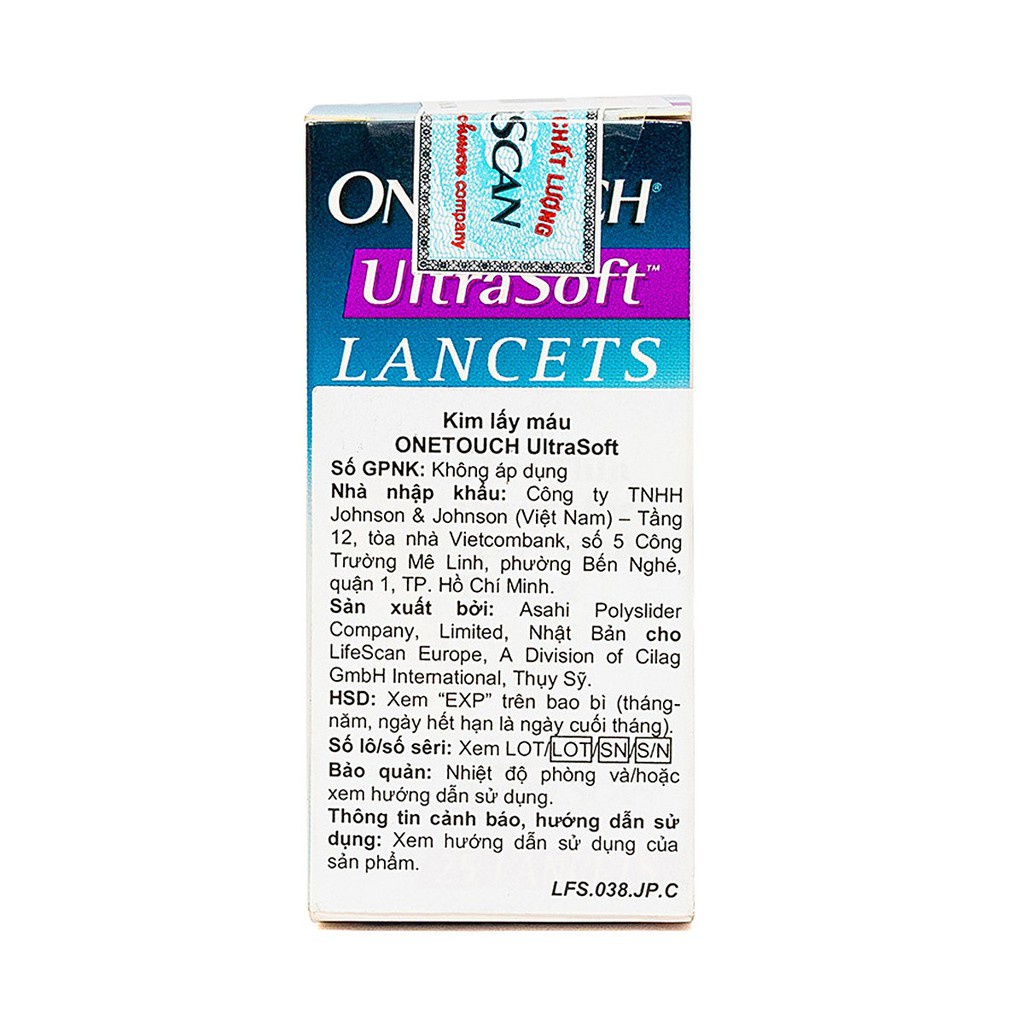 CHẤT LƯỢNG
SCAN
company
UltraSoft™
LANCETS
Kim lấy máu
ONETOUCH UltraSoft
Số GPNK: Không áp dụng
Nhà nhập khẩu: Công ty TNHH
Johnson & Johnson (Việt Nam) – Tầng
12, tòa nhà Vietcombank, số 5 Công
Trường Mê Linh, phường Bến Nghé,
quận 1, TP. Hồ Chí Minh.
Sản xuất bởi: Asahi Polyslider
Company, Limited, Nhật Bản cho
LifeScan Europe, A Division of Cilag
GmbH International, Thụy Sỹ.
HSD: Xem “EXP” trên bao bì (tháng-
năm, ngày hết hạn là ngày cuối tháng).
Số lô/số sêri: Xem LOT/LOT/SN/S/N
Bảo quản: Nhiệt độ phòng và/hoặc
xem hướng dẫn sử dụng.
Thông tin cảnh báo, hướng dẫn sử
dụng: Xem hướng dẫn sử dụng của
sản phẩm.
LFS.038.JP.C